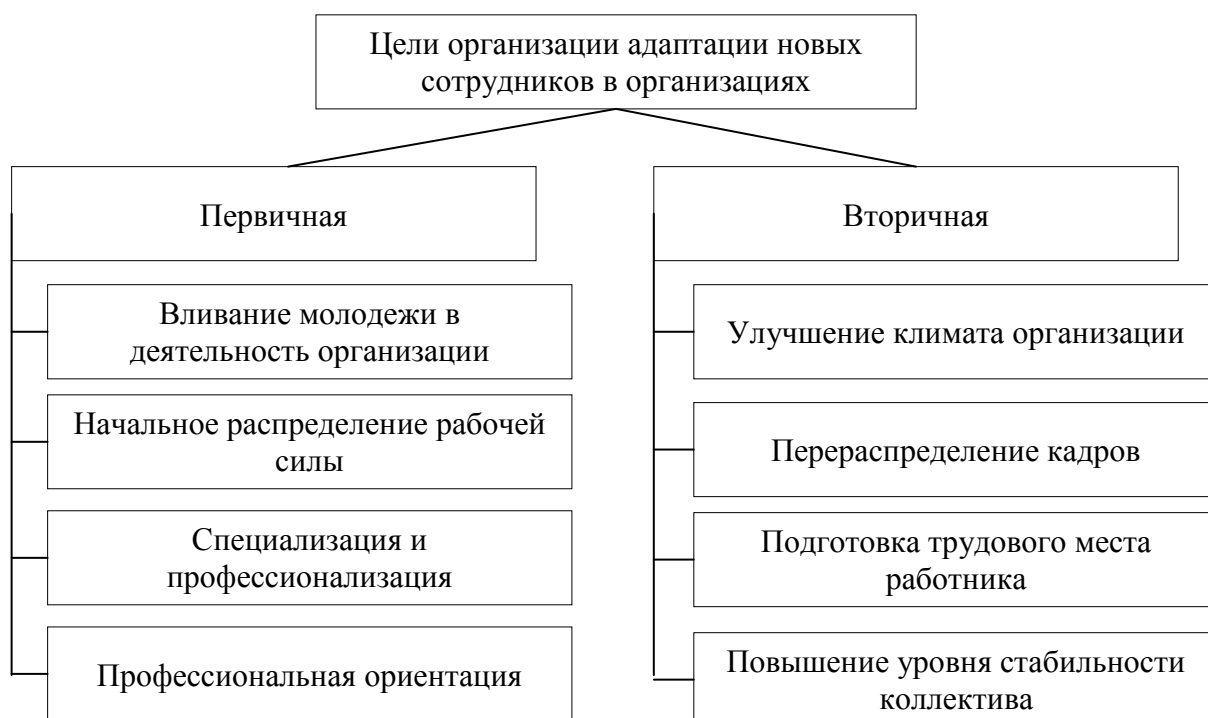 Цели организации адаптации новых
сотрудников в организациях
Первичная
Вливание молодежи в
деятельность организации
Начальное распределение рабочей
силы
Специализация и
профессионализация
Профессиональная ориентация
Вторичная
Улучшение климата организации
Перераспределение кадров
Подготовка трудового места
работника
Повышение уровня стабильности
коллектива